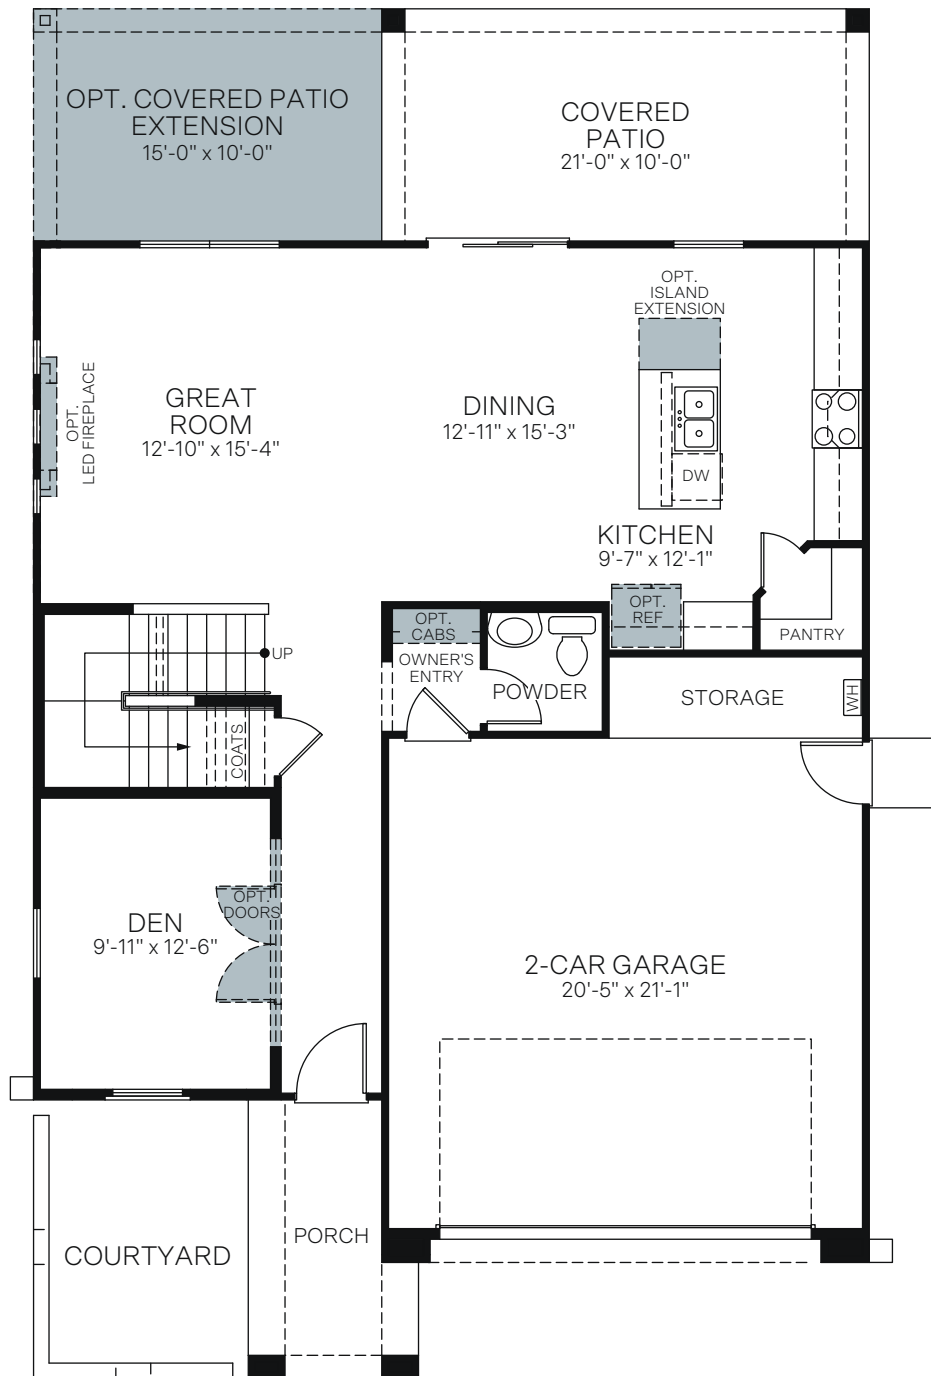 OPT. COVERED PATIO
EXTENSION
15'-0" x 10'-0"
COVERED
PATIO
21'-0" x 10'-0"
OPT.
ISLAND
EXTENSION
OPT.
LED FIREPLACE
GREAT
ROOM
12'-10" x 15'-4"
DINING
12'-11" x 15'-3"
DW
KITCHEN
9'-7" x 12'-1"
OPT.
REF
PANTRY
OPT.
CABS
OWNER'S
ENTRY
POWDER
UP
STORAGE
WH
COATS
OPT.
DOORS
DEN
9'-11" x 12'-6"
2-CAR GARAGE
20'-5" x 21'-1"
PORCH
COURTYARD